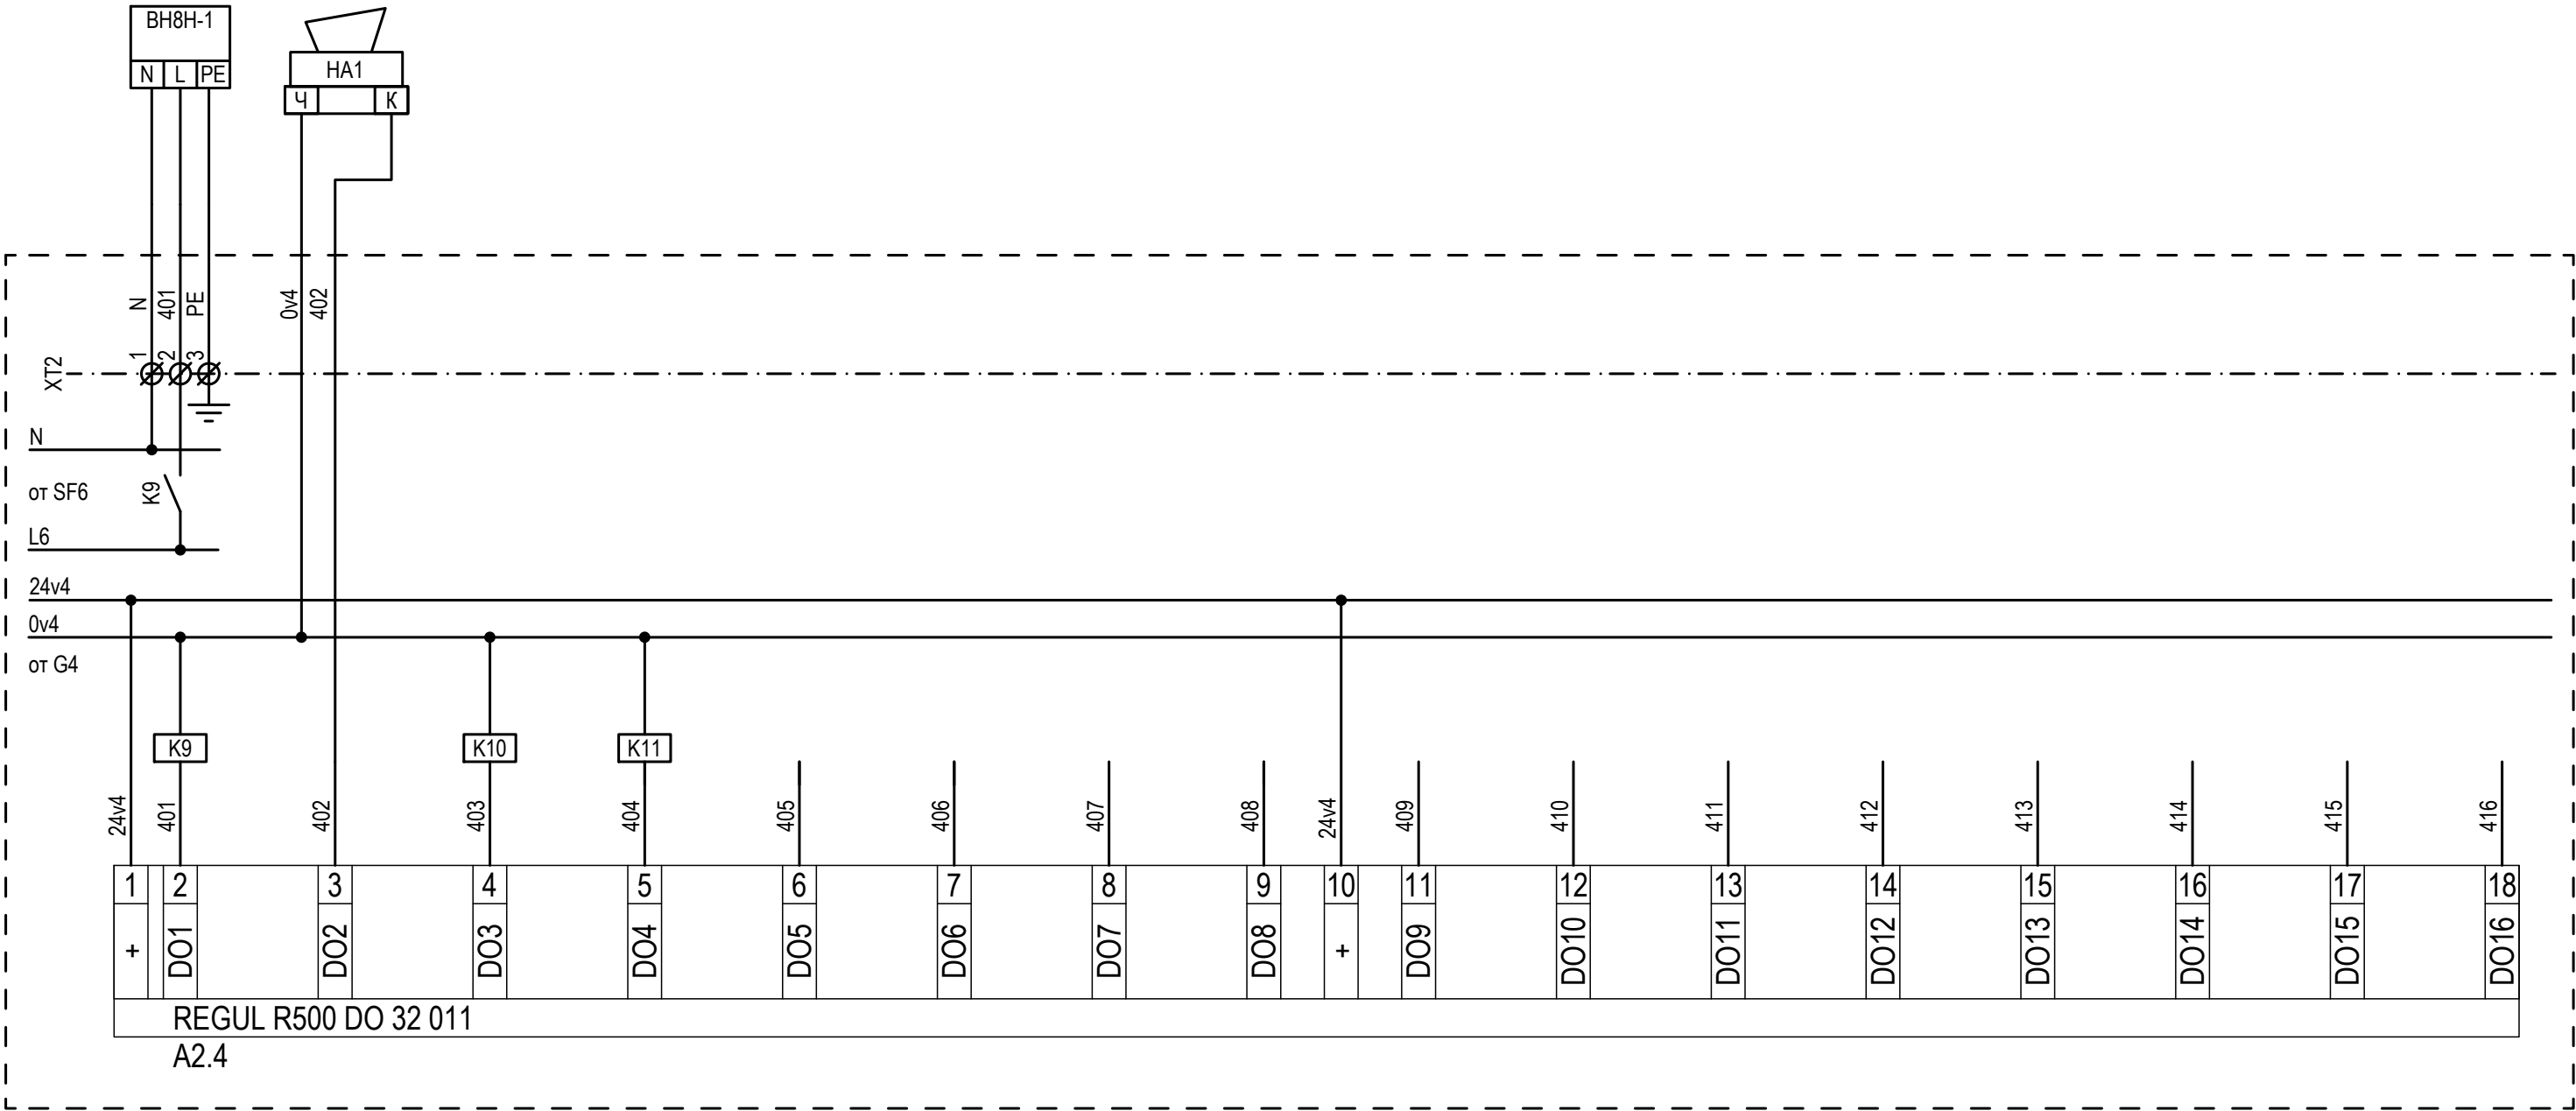 BH8H-1
N L PE
HA1
Ч К
N 401 PE
0v4 402
XT2
1 2 3
N
от SF6
K9
L6
24v4
0v4
от G4
K9 K10 K11
24v4 401 402 403 404 405 406 407 408 24v4 409 410 411 412 413 414 415 416
1 2 3 4 5 6 7 8 9 10 11 12 13 14 15 16 17 18
+ DO1 DO2 DO3 DO4 DO5 DO6 DO7 DO8 + DO9 DO10 DO11 DO12 DO13 DO14 DO15 DO16
REGUL R500 DO 32 011
A2.4